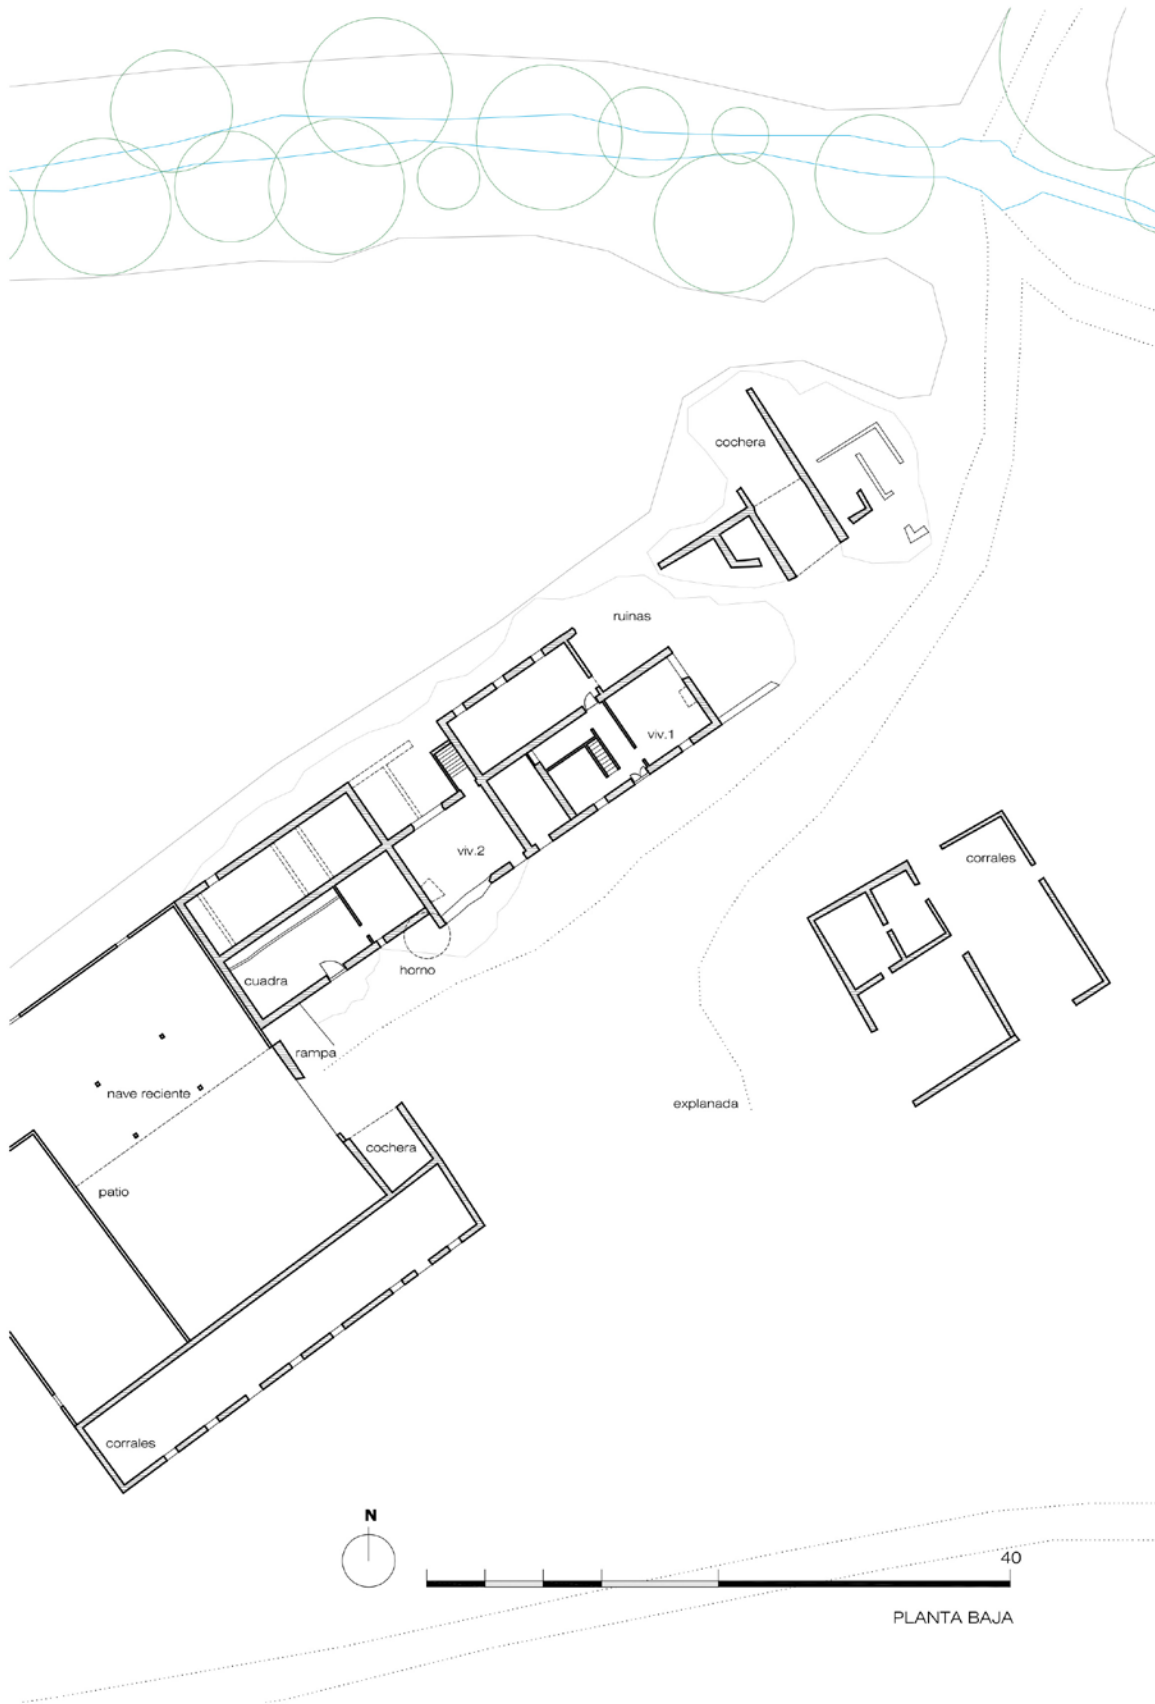 cochera
ruinas
viv.1
viv.2
corrales
horno
cuadra
rampa
nave reciente
explanada
cochera
patio
corrales
N
40
PLANTA BAJA